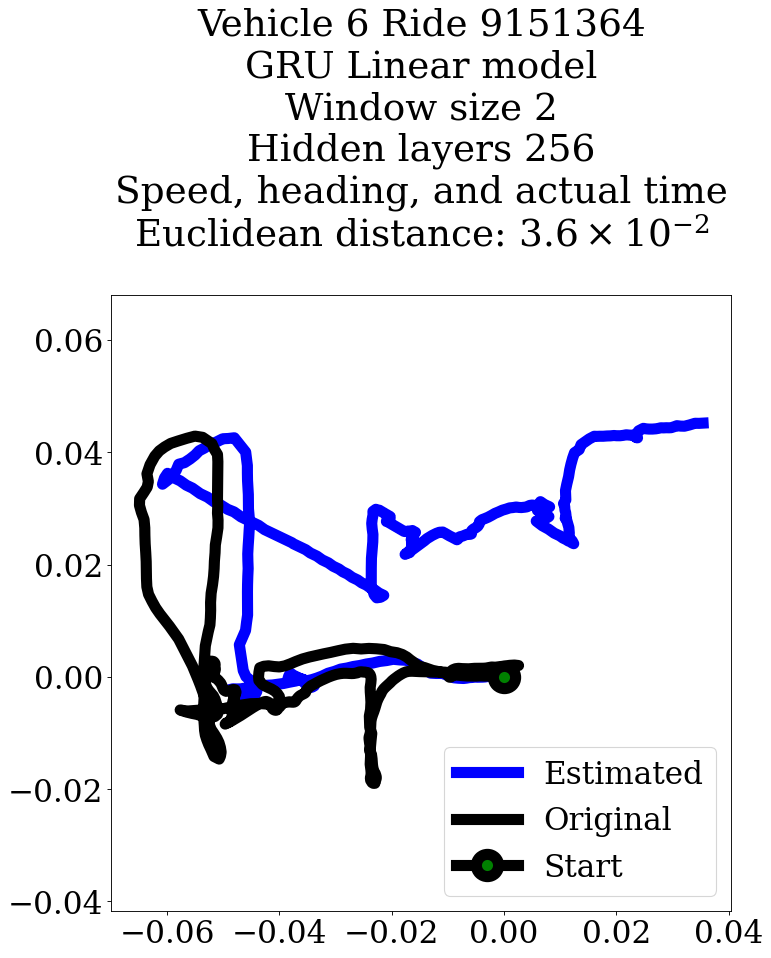 Vehicle 6 Ride 9151364
GRU Linear model
Window size 2
Hidden layers 256
Speed, heading, and actual time
Euclidean distance: 3.6 × 10⁻²
0.06
0.04
0.02
0.00
−0.02
−0.04
Estimated
Original
Start
−0.06 −0.04 −0.02 0.00 0.02 0.04